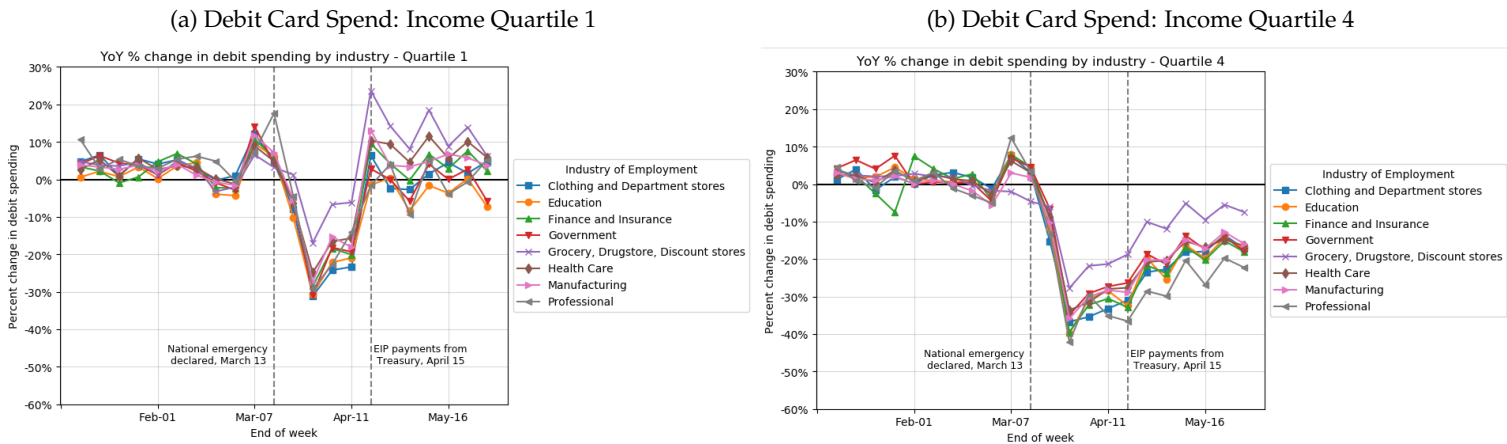 (a) Debit Card Spend: Income Quartile 1
YoY % change in debit spending by industry - Quartile 1
Percent change in debit spending
30%
20%
10%
0%
-10%
-20%
-30%
-40%
-50%
-60%
National emergency
declared, March 13
EIP payments from
Treasury, April 15
Feb-01
Mar-07
Apr-11
May-16
End of week
Industry of Employment
Clothing and Department stores
Education
Finance and Insurance
Government
Grocery, Drugstore, Discount stores
Health Care
Manufacturing
Professional
(b) Debit Card Spend: Income Quartile 4
YoY % change in debit spending by industry - Quartile 4
Percent change in debit spending
30%
20%
10%
0%
-10%
-20%
-30%
-40%
-50%
-60%
National emergency
declared, March 13
EIP payments from
Treasury, April 15
Feb-01
Mar-07
Apr-11
May-16
End of week
Industry of Employment
Clothing and Department stores
Education
Finance and Insurance
Government
Grocery, Drugstore, Discount stores
Health Care
Manufacturing
Professional